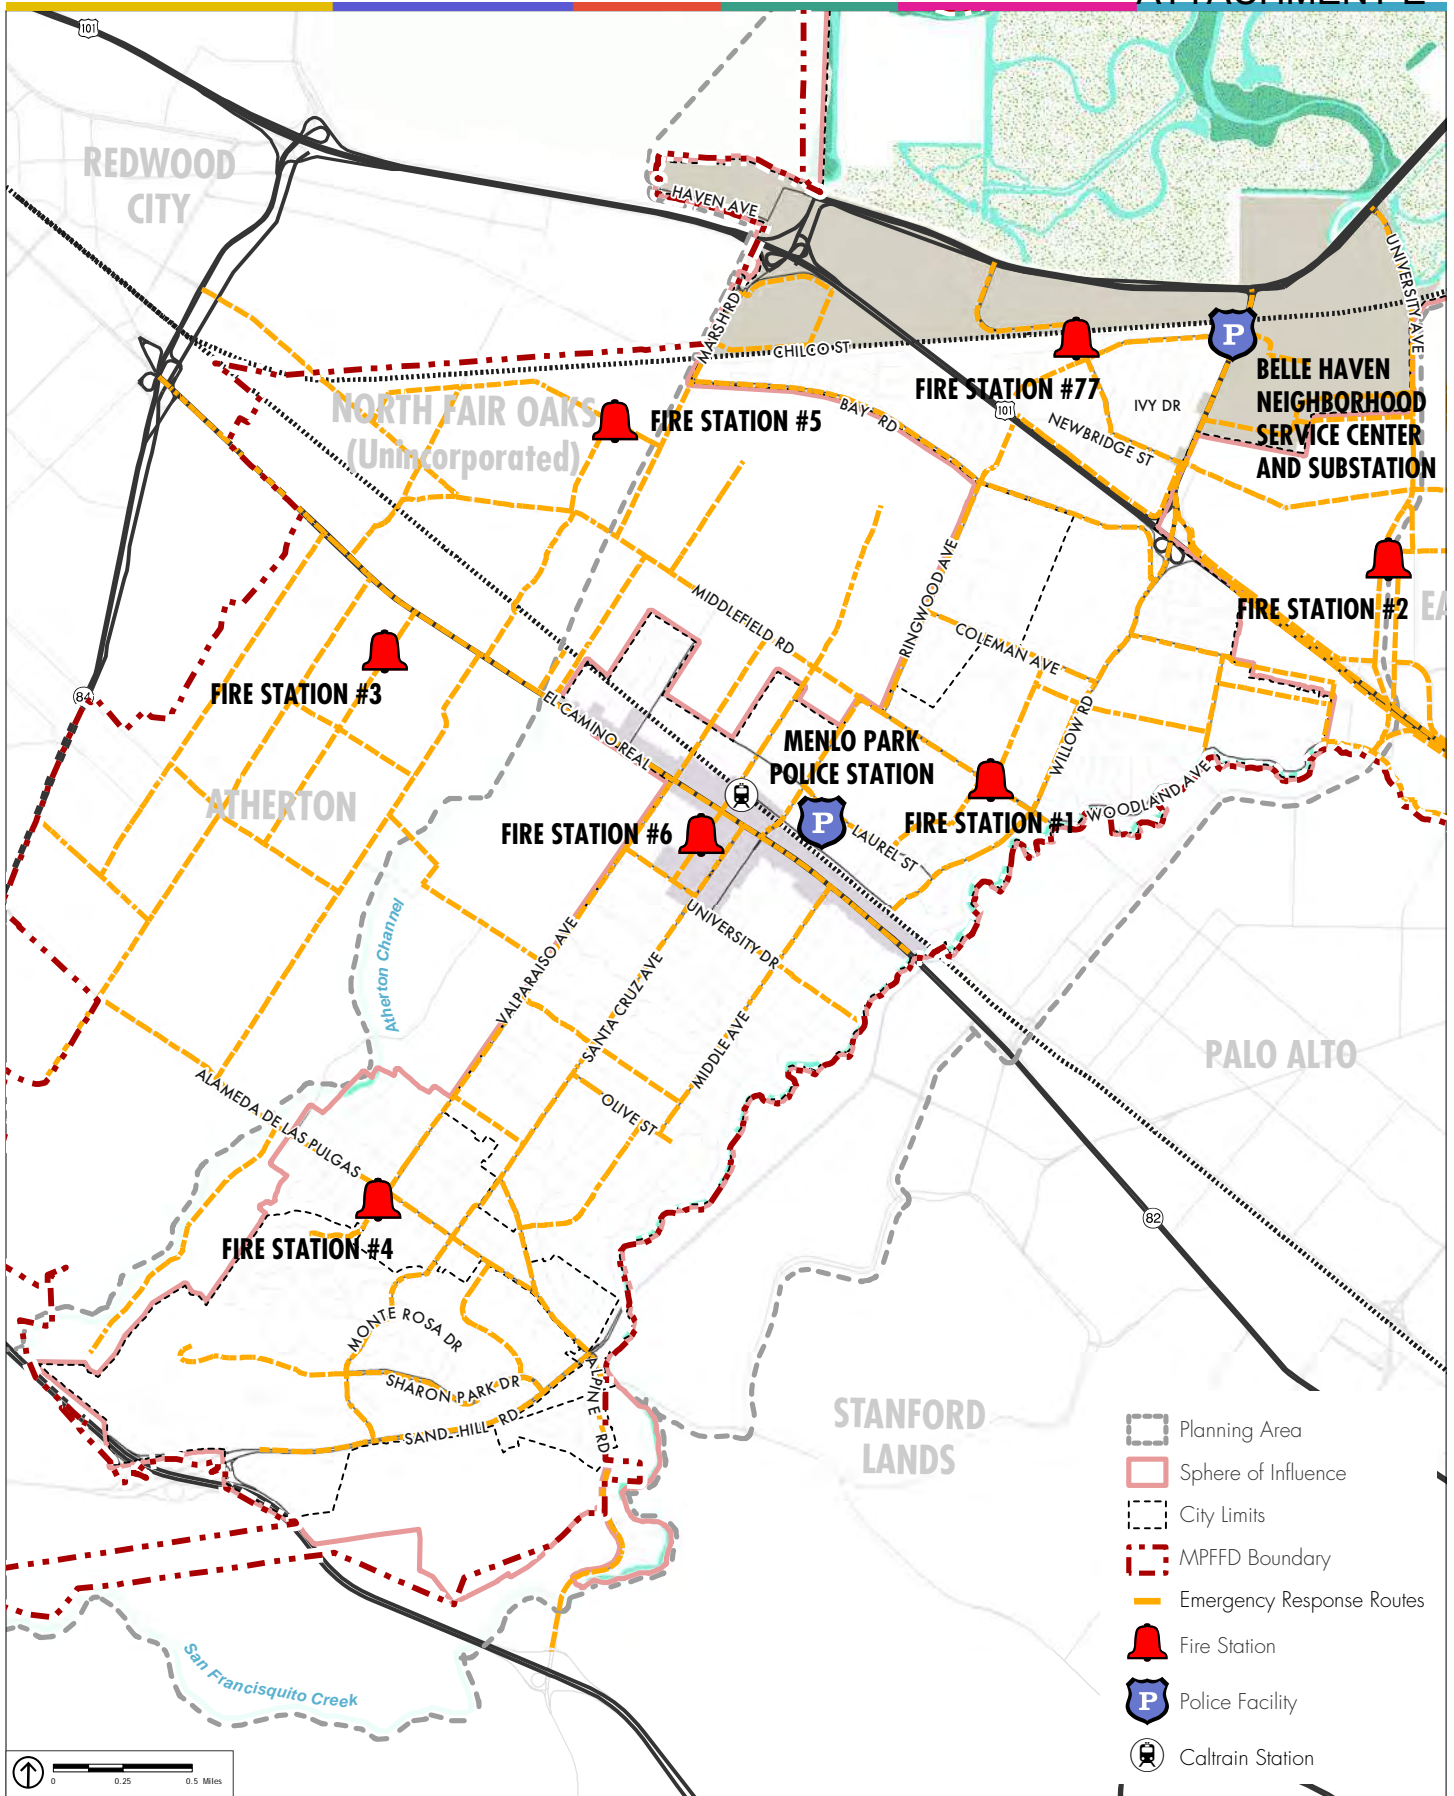 ATTACHMENT E
101
REDWOOD
CITY
HAVEN AVE
UNIVERSITY AVE
MARSH RD
CHILCO ST
P
BELLE HAVEN
NEIGHBORHOOD
SERVICE CENTER
AND SUBSTATION
FIRE STATION #77
101
IVY DR
NORTH FAIR OAKS
(Unincorporated)
FIRE STATION #5
BAY RD
NEWBRIDGE ST
RINGWOOD AVE
MIDDLEFIELD RD
COLEMAN AVE
FIRE STATION #2
EA
84
FIRE STATION #3
EL CAMINO REAL
MENLO PARK
POLICE STATION
WILLOW RD
ATHERTON
FIRE STATION #6
P
LAUREL ST
FIRE STATION #1
WOODLAND AVE
Atherton Channel
VALPARAISO AVE
UNIVERSITY DR
SANTA CRUZ AVE
MIDDLE AVE
PALO ALTO
ALAMEDA DE LAS PULGAS
OLIVE ST
82
FIRE STATION #4
MONTE ROSA DR
SHARON PARK DR
SAND HILL RD
ALPINE RD
STANFORD
LANDS
San Francisquito Creek
Planning Area
Sphere of Influence
City Limits
MPFFD Boundary
Emergency Response Routes
Fire Station
P
Police Facility
Caltrain Station
0
0.25
0.5 Miles